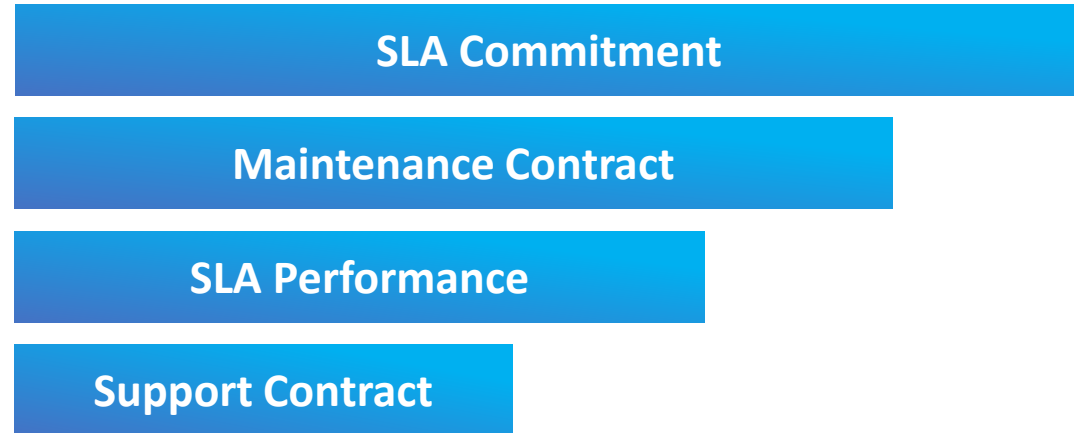 SLA Commitment
Maintenance Contract
SLA Performance
Support Contract